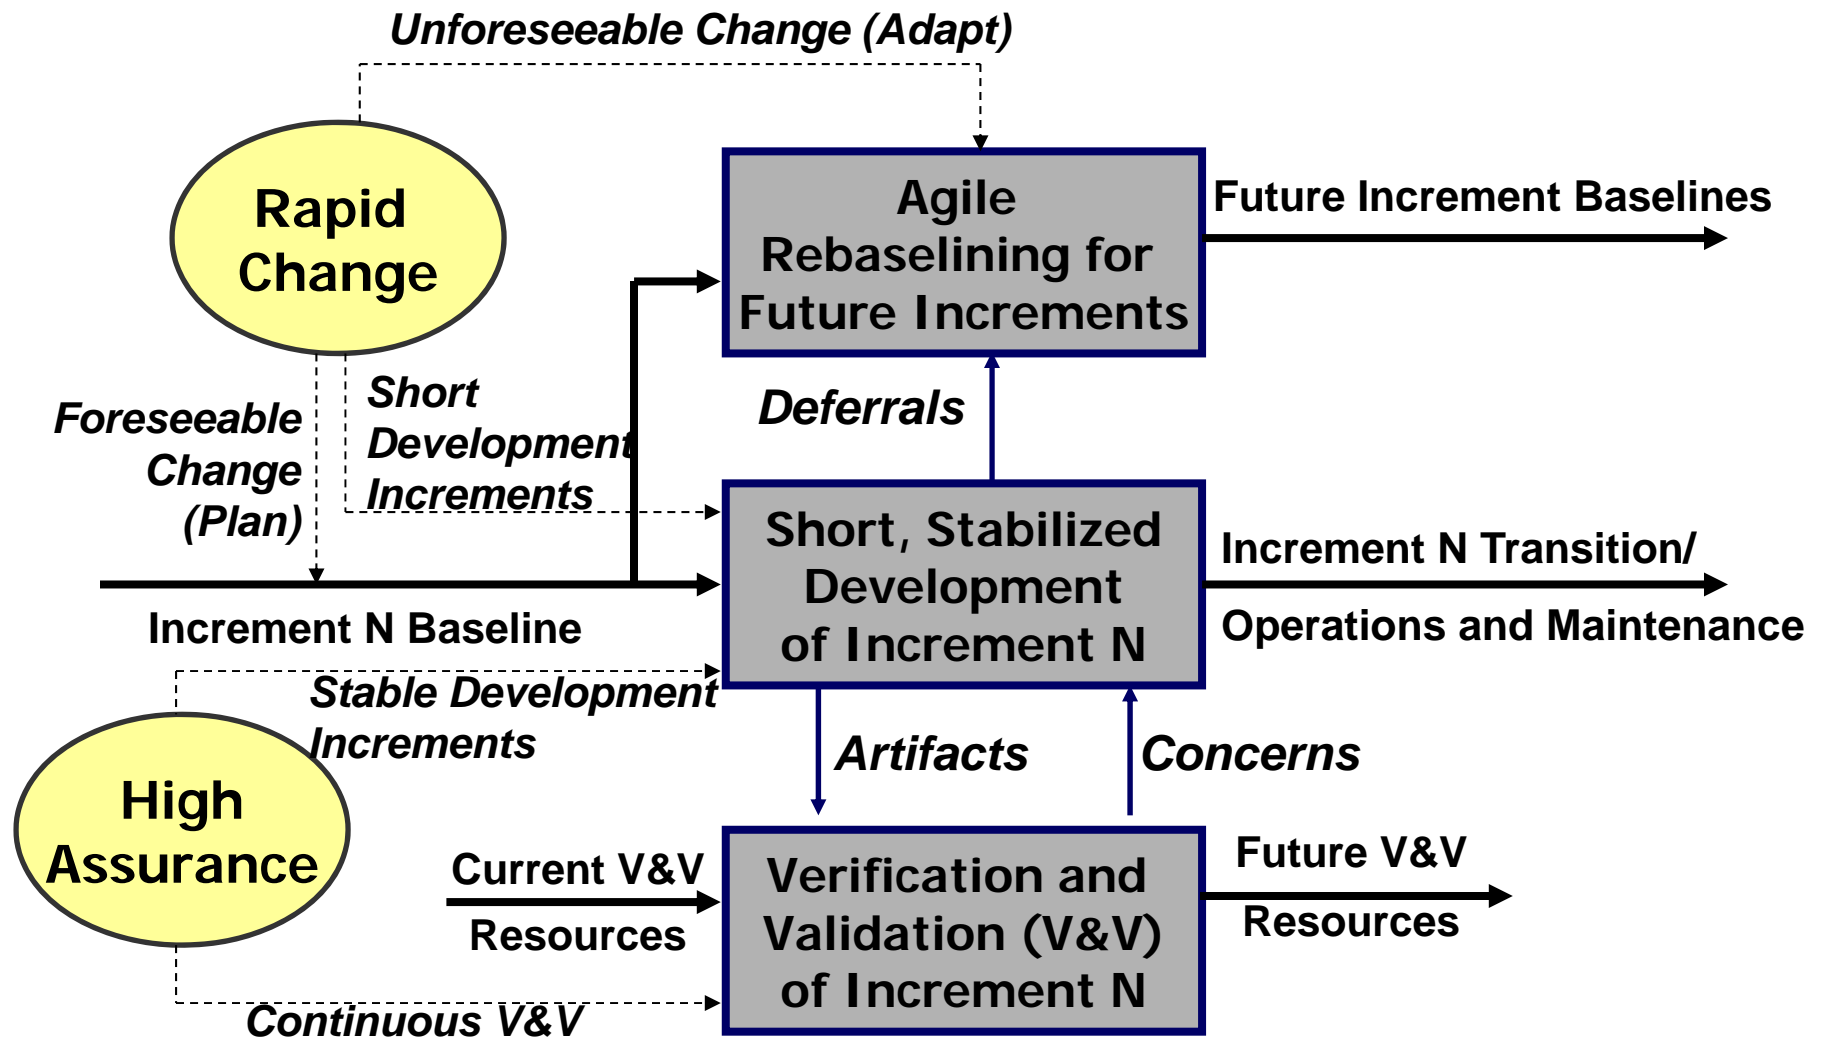 Unforeseeable Change (Adapt)
Rapid
Change
Agile
Rebaselining for
Future Increments
Future Increment Baselines
Foreseeable
Change
(Plan)
Short
Development
Increments
Deferrals
Short, Stabilized
Development
of Increment N
Increment N Transition/
Operations and Maintenance
Increment N Baseline
Stable Development
Increments
High
Assurance
Artifacts
Concerns
Current V&V
Resources
Verification and
Validation (V&V)
of Increment N
Future V&V
Resources
Continuous V&V